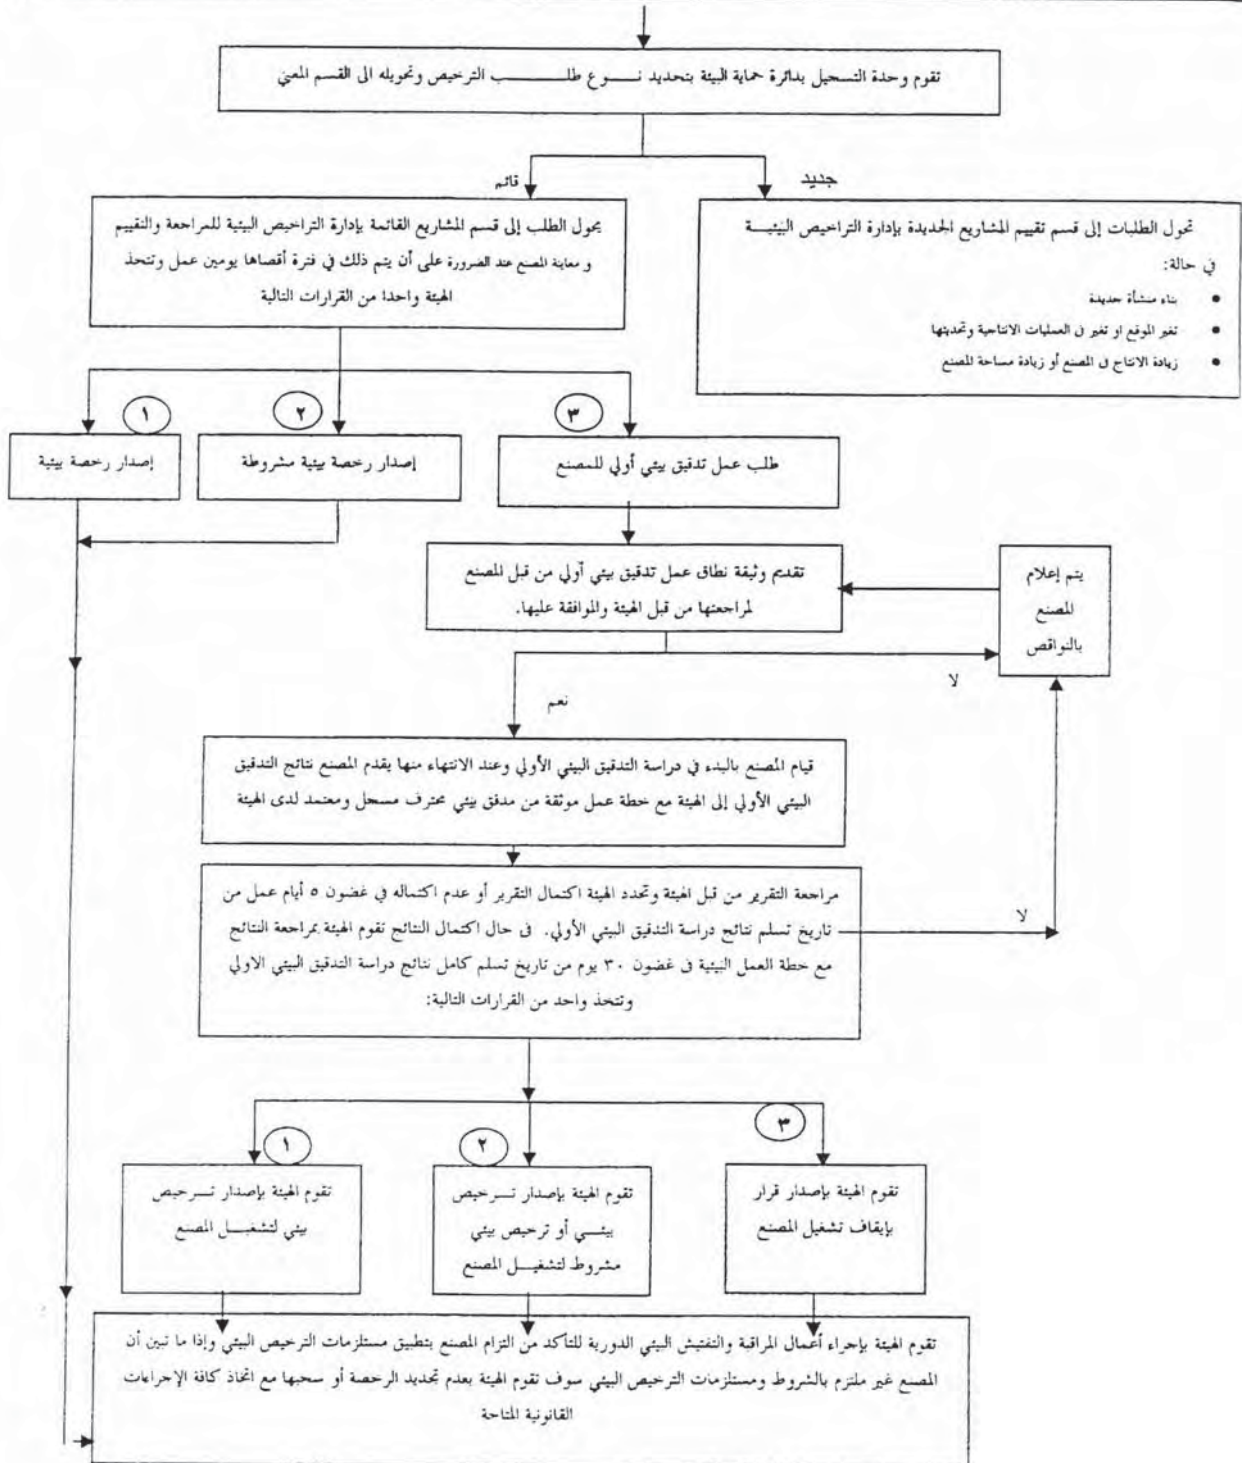 تقوم وحدة التسجيل بدائرة حماية البيئة بتحديد نـــوع طلـــــــب الترخيص وتحويله الى القسم المعني
جديد
قائم
تحول الطلبات إلى قسم تقييم المشاريع الجديدة بإدارة التراخيص البيئيـــة
في حالة:
• بناء منشأة جديدة
• تغير الموقع او تغير فى العمليات الانتاجية وتحديثها
• زيادة الانتاج فى المصنع أو زيادة مساحة المصنع
يحول الطلب إلى قسم المشاريع القائمة بإدارة التراخيص البيئية للمراجعة والتقييم
و معاينة المصنع عند الضرورة على أن يتم ذلك في فترة أقصاها يومين عمل وتتخذ
الهيئة واحدا من القرارات التالية
١
٢
٣
إصدار رخصة بيئية
إصدار رخصة بيئية مشروطة
طلب عمل تدقيق بيئي أولي للمصنع
تقديم وثيقة نطاق عمل تدقيق بيئي أولي من قبل المصنع
لمراجعتها من قبل الهيئة والموافقة عليها.
يتم إعلام
المصنع
بالنواقص
لا
نعم
قيام المصنع بالبدء في دراسة التدقيق البيئي الأولي وعند الانتهاء منها يقدم المصنع نتائج التدقيق
البيئي الأولي إلى الهيئة مع خطة عمل موثقة من مدقق بيئي محترف مسجل ومعتمد لدى الهيئة
مراجعة التقرير من قبل الهيئة وتحدد الهيئة اكتمال التقرير أو عدم اكتماله في غضون ٥ أيام عمل من
تاريخ تسلم نتائج دراسة التدقيق البيئي الأولي. فى حال اكتمال النتائج تقوم الهيئة بمراجعة النتائج
مع خطة العمل البيئية فى غضون ٣٠ يوم من تاريخ تسلم كامل نتائج دراسة التدقيق البيئي الاولي
وتتخذ واحد من القرارات التالية:
لا
١
٢
٣
تقوم الهيئة بإصدار تـــرخيص
بيئي لتشغيـــل المصنع
تقوم الهيئة بإصدار تـــرخيص
بيئـــي أو ترخيص بيئي
مشروط لتشغيـــل المصنع
تقوم الهيئة بإصدار قرار
بإيقاف تشغيل المصنع
تقوم الهيئة بإجراء أعمال المراقبة والتفتيش البيئي الدورية للتأكد من التزام المصنع بتطبيق مستلزمات الترخيص البيئي وإذا ما تبين أن
المصنع غير ملتزم بالشروط ومستلزمات الترخيص البيئي سوف تقوم الهيئة بعدم تجديد الرخصة أو سحبها مع اتخاذ كافة الإجراءات
القانونية المتاحة